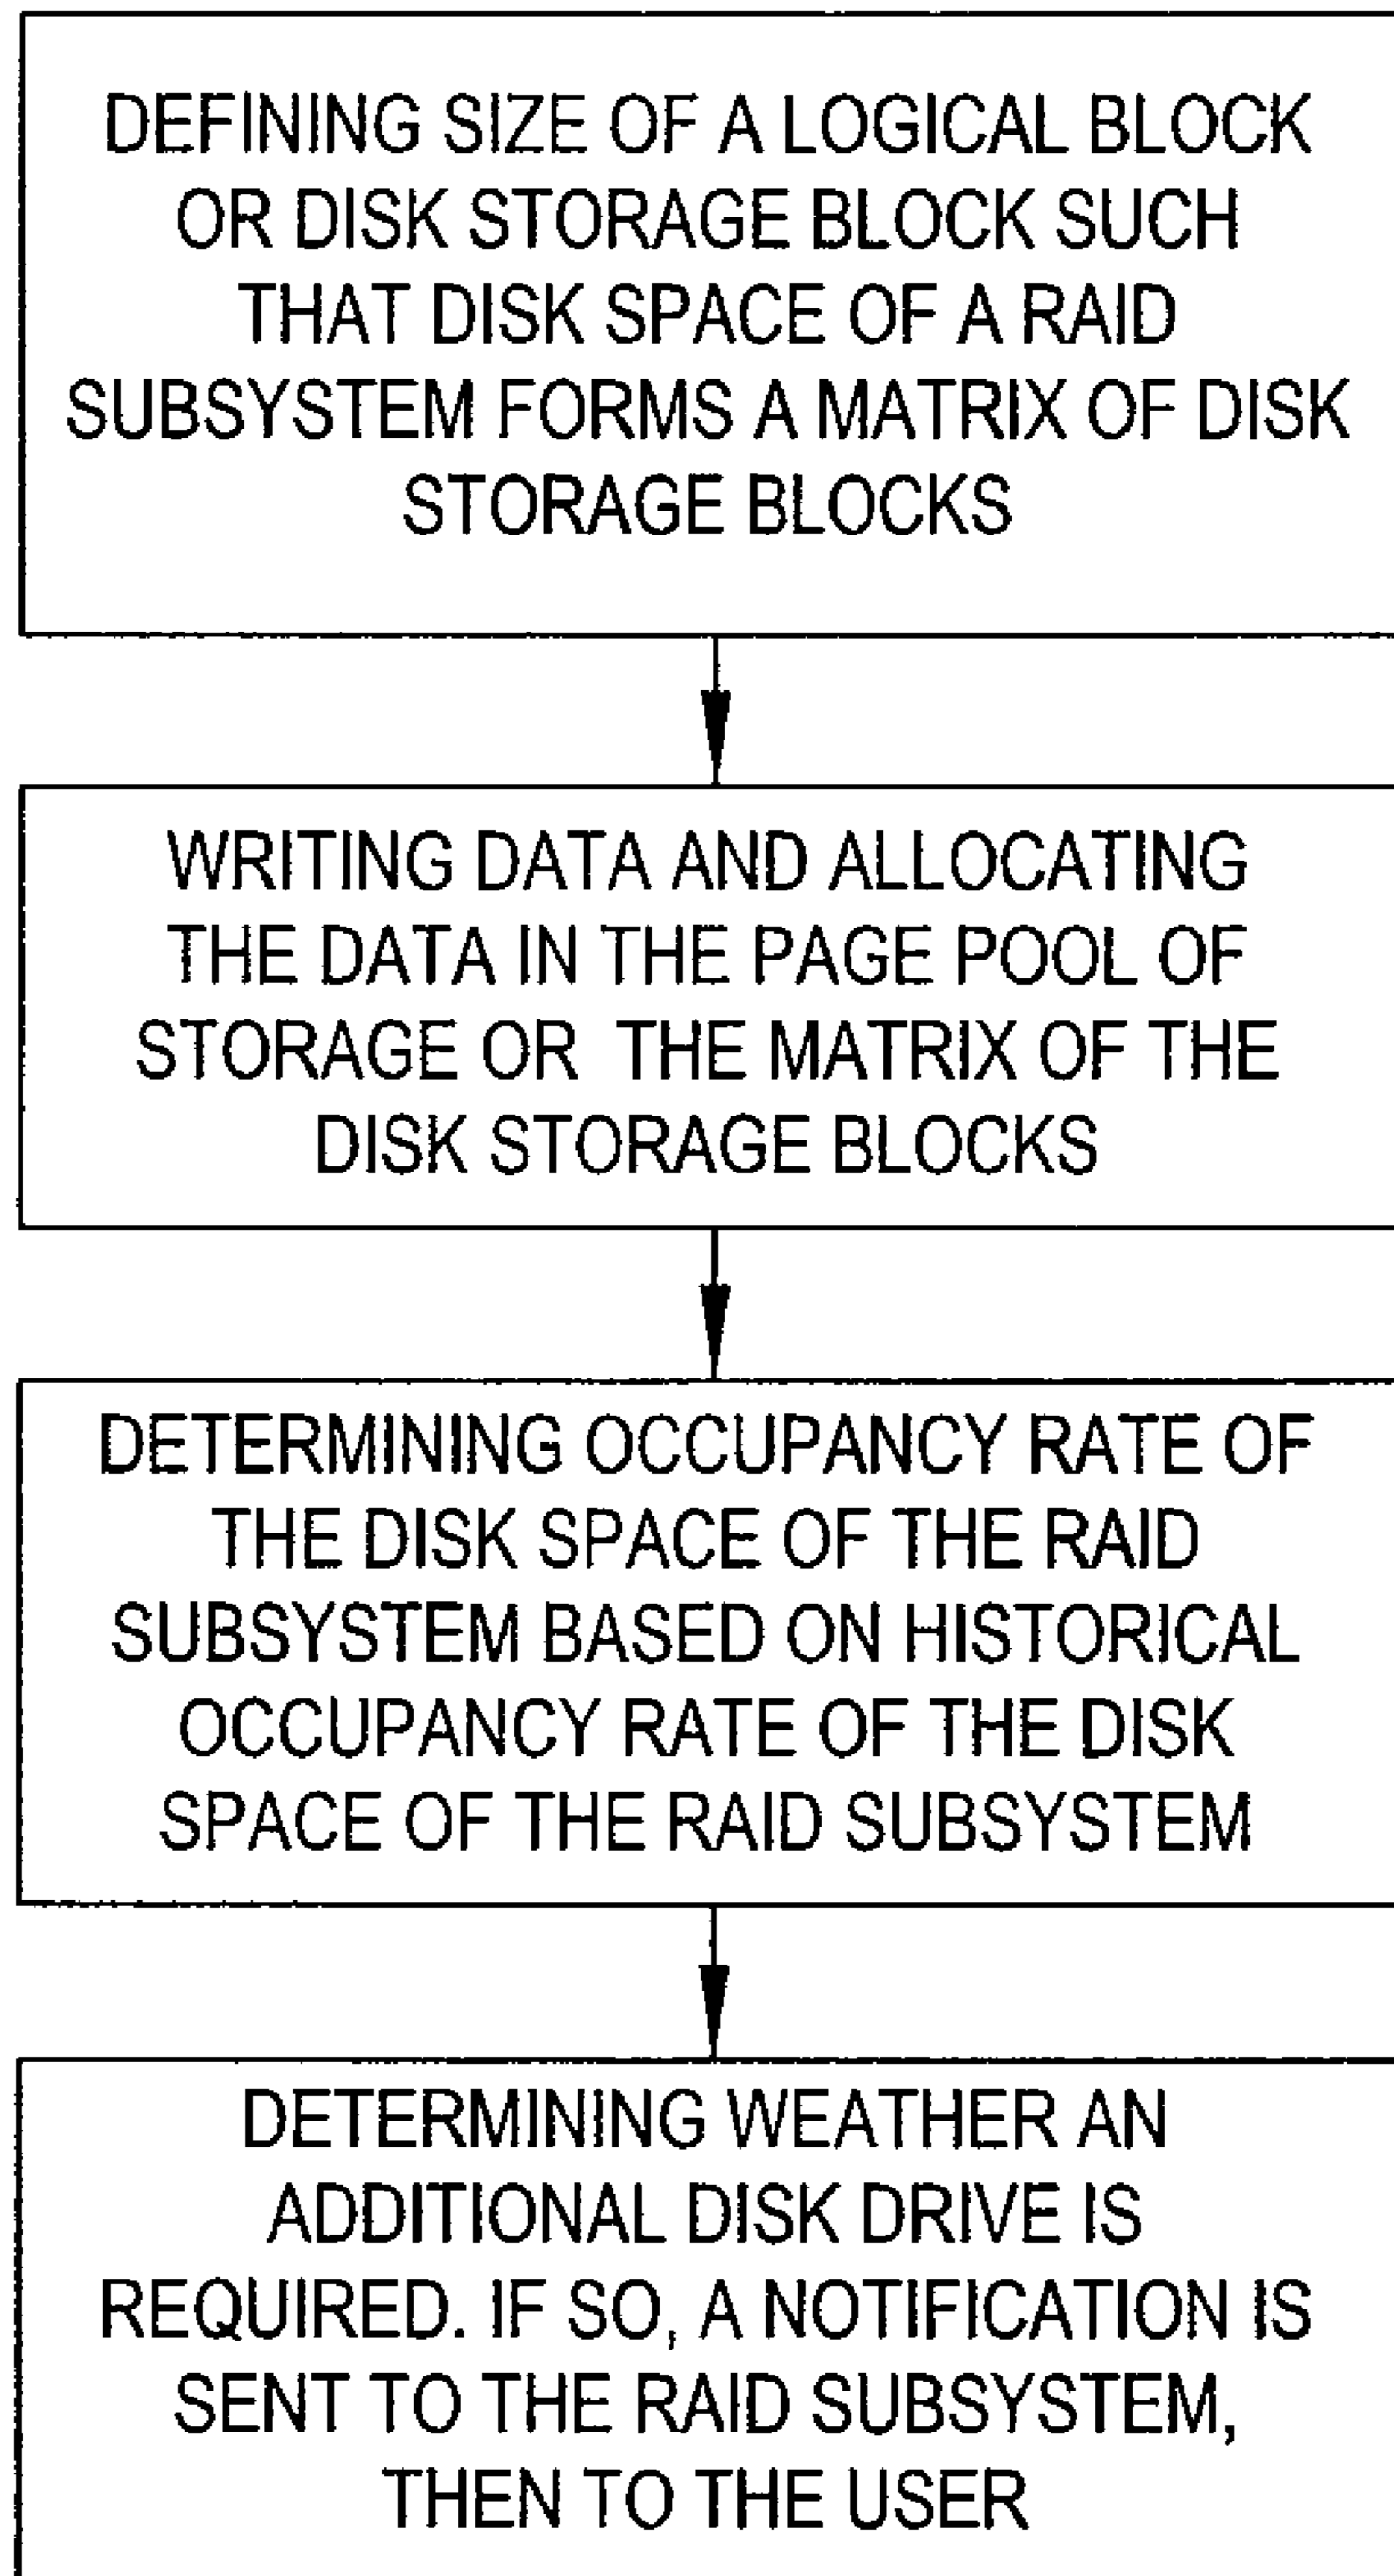 DEFINING SIZE OF A LOGICAL BLOCK
OR DISK STORAGE BLOCK SUCH
THAT DISK SPACE OF A RAID
SUBSYSTEM FORMS A MATRIX OF DISK
STORAGE BLOCKS
WRITING DATA AND ALLOCATING
THE DATA IN THE PAGE POOL OF
STORAGE OR THE MATRIX OF THE
DISK STORAGE BLOCKS
DETERMINING OCCUPANCY RATE OF
THE DISK SPACE OF THE RAID
SUBSYSTEM BASED ON HISTORICAL
OCCUPANCY RATE OF THE DISK
SPACE OF THE RAID SUBSYSTEM
DETERMINING WEATHER AN
ADDITIONAL DISK DRIVE IS
REQUIRED. IF SO, A NOTIFICATION IS
SENT TO THE RAID SUBSYSTEM,
THEN TO THE USER